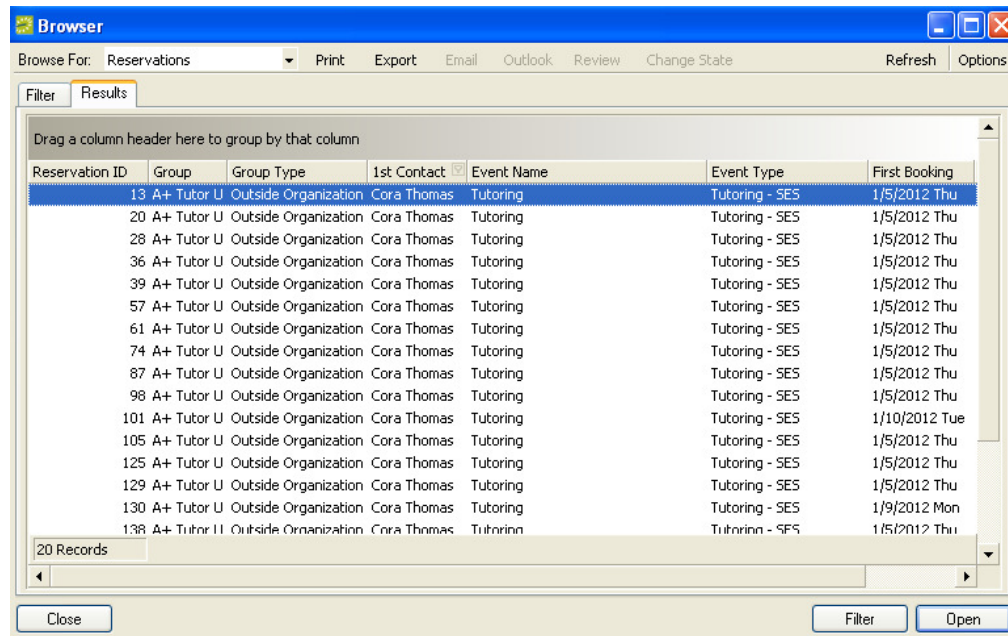 Browser
Browse For: Reservations Print Export Email Outlook Review Change State Refresh Options
Filter Results
Drag a column header here to group by that column
Reservation ID Group Group Type 1st Contact Event Name Event Type First Booking
13 A+ Tutor U Outside Organization Cora Thomas Tutoring Tutoring - SES 1/5/2012 Thu
20 A+ Tutor U Outside Organization Cora Thomas Tutoring Tutoring - SES 1/5/2012 Thu
28 A+ Tutor U Outside Organization Cora Thomas Tutoring Tutoring - SES 1/5/2012 Thu
36 A+ Tutor U Outside Organization Cora Thomas Tutoring Tutoring - SES 1/5/2012 Thu
39 A+ Tutor U Outside Organization Cora Thomas Tutoring Tutoring - SES 1/5/2012 Thu
57 A+ Tutor U Outside Organization Cora Thomas Tutoring Tutoring - SES 1/5/2012 Thu
61 A+ Tutor U Outside Organization Cora Thomas Tutoring Tutoring - SES 1/5/2012 Thu
74 A+ Tutor U Outside Organization Cora Thomas Tutoring Tutoring - SES 1/5/2012 Thu
87 A+ Tutor U Outside Organization Cora Thomas Tutoring Tutoring - SES 1/5/2012 Thu
98 A+ Tutor U Outside Organization Cora Thomas Tutoring Tutoring - SES 1/5/2012 Thu
101 A+ Tutor U Outside Organization Cora Thomas Tutoring Tutoring - SES 1/10/2012 Tue
105 A+ Tutor U Outside Organization Cora Thomas Tutoring Tutoring - SES 1/5/2012 Thu
125 A+ Tutor U Outside Organization Cora Thomas Tutoring Tutoring - SES 1/5/2012 Thu
129 A+ Tutor U Outside Organization Cora Thomas Tutoring Tutoring - SES 1/5/2012 Thu
130 A+ Tutor U Outside Organization Cora Thomas Tutoring Tutoring - SES 1/9/2012 Mon
138 A+ Tutor U Outside Organization Cora Thomas Tutoring Tutoring - SES 1/5/2012 Thu
20 Records
Close Filter Open